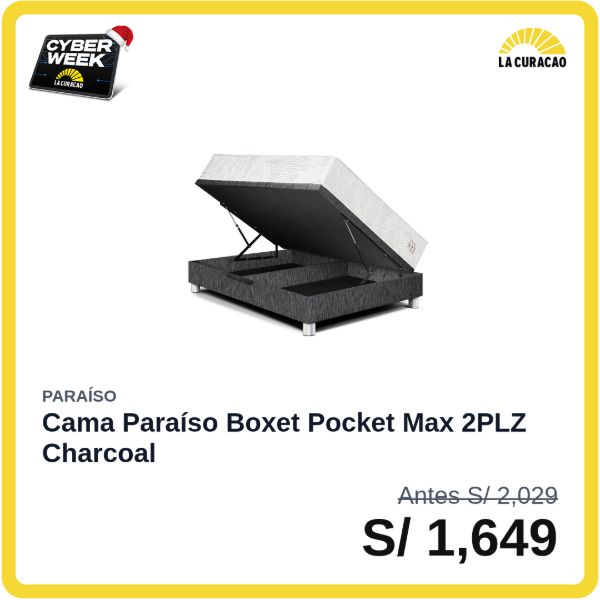 CYBER
WEEK
LA CURACAO
LA CURACAO
PARAÍSO
Cama Paraíso Boxet Pocket Max 2PLZ
Charcoal
Antes S/ 2,029
S/ 1,649